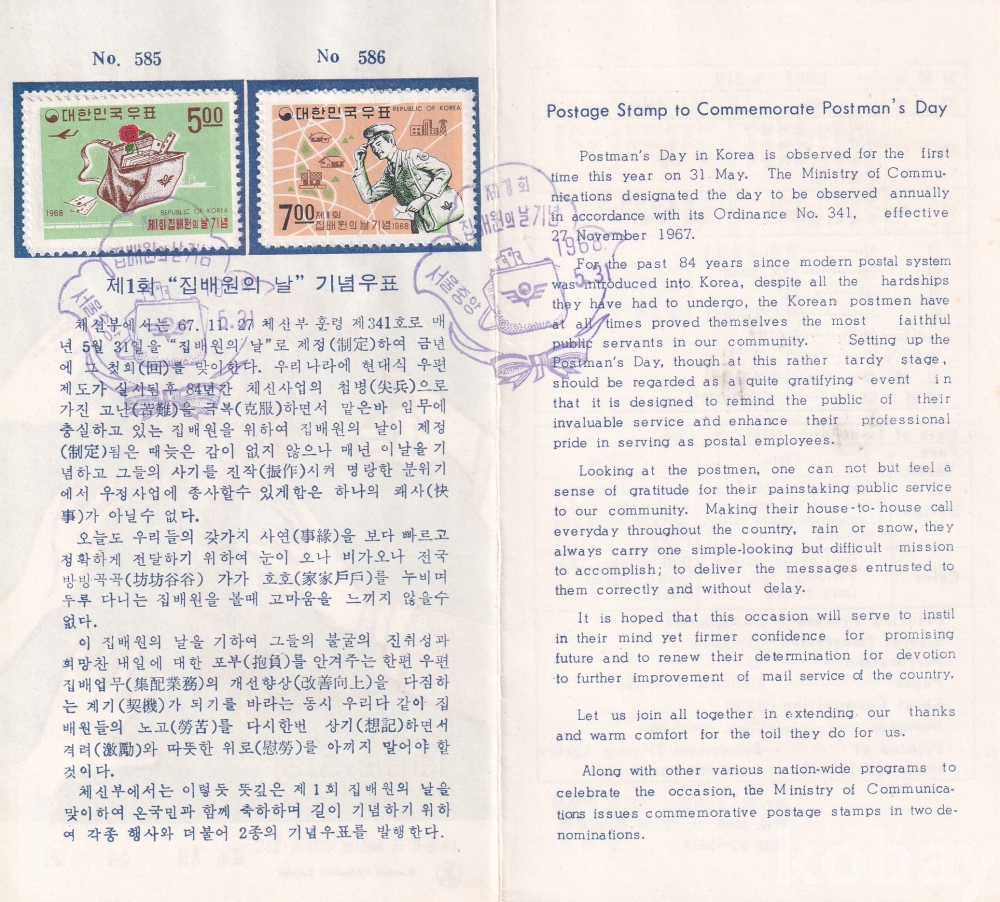 No. 585
No 586
대한민국우표
5.00
1968
REPUBLIC OF KOREA
제1회 집배원의날 기념
대한민국우표
REPUBLIC OF KOREA
7.00
제1회
집배원의날기념 1968
집배원의날기념
서울중앙
5.31
제1회
집배원의날기념
1968.
5.31
서울중앙
제1회 “집배원의 날” 기념우표
체신부에서는 67. 11. 27 체신부 훈령 제341호로 매
년 5월 31일을 “집배원의 날”로 제정(制定)하여 금년
에 그 첫회(回)를 맞이한다. 우리나라에 현대식 우편
제도가 실시된후 84년간 체신사업의 첨병(尖兵)으로
가진 고난(苦難)을 극복(克服)하면서 맡은바 임무에
충실하고 있는 집배원을 위하여 집배원의 날이 제정
(制定)됨은 때늦은 감이 없지 않으나 매년 이날을 기
념하고 그들의 사기를 진작(振作)시켜 명랑한 분위기
에서 우정사업에 종사할수 있게함은 하나의 쾌사(快
事)가 아닐수 없다.
오늘도 우리들의 갖가지 사연(事緣)을 보다 빠르고
정확하게 전달하기 위하여 눈이 오나 비가오나 전국
방방곡곡(坊坊谷谷) 가가 호호(家家戶戶)를 누비며
두루 다니는 집배원을 볼때 고마움을 느끼지 않을수
없다.
이 집배원의 날을 기하여 그들의 불굴의 진취성과
희망찬 내일에 대한 포부(抱負)를 안겨주는 한편 우편
집배업무(集配業務)의 개선향상(改善向上)을 다짐하
는 계기(契機)가 되기를 바라는 동시 우리다 같이 집
배원들의 노고(勞苦)를 다시한번 상기(想記)하면서
격려(激勵)와 따뜻한 위로(慰勞)를 아끼지 말어야 할
것이다.
체신부에서는 이렇듯 뜻깊은 제 1 회 집배원의 날을
맞이하여 온국민과 함께 축하하며 길이 기념하기 위하
여 각종 행사와 더불어 2종의 기념우표를 발행한다.
Postage Stamp to Commemorate Postman's Day
Postman's Day in Korea is observed for the first
time this year on 31 May. The Ministry of Commu-
nications designated the day to be observed annually
in accordance with its Ordinance No. 341, effective
27 November 1967.
For the past 84 years since modern postal system
was introduced into Korea, despite all the hardships
they have had to undergo, the Korean postmen have
at all times proved themselves the most faithful
public servants in our community. Setting up the
Postman's Day, though at this rather tardy stage,
should be regarded as a quite gratifying event in
that it is designed to remind the public of their
invaluable service and enhance their professional
pride in serving as postal employees.
Looking at the postmen, one can not but feel a
sense of gratitude for their painstaking public service
to our community. Making their house-to-house call
everyday throughout the country, rain or snow, they
always carry one simple-looking but difficult mission
to accomplish; to deliver the messages entrusted to
them correctly and without delay.
It is hoped that this occasion will serve to instil
in their mind yet firmer confidence for promising
future and to renew their determination for devotion
to further improvement of mail service of the country.
Let us join all together in extending our thanks
and warm comfort for the toil they do for us.
Along with other various nation-wide programs to
celebrate the occasion, the Ministry of Communica-
tions issues commemorative postage stamps in two de-
nominations.
kobay